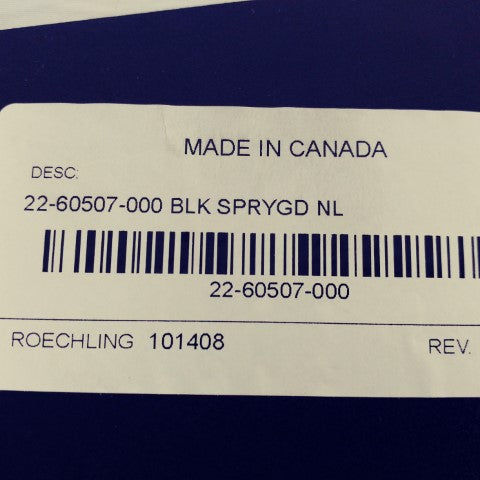 MADE IN CANADA
DESC:
22-60507-000 BLK SPRYGD NL
22-60507-000
ROECHLING 101408 REV.